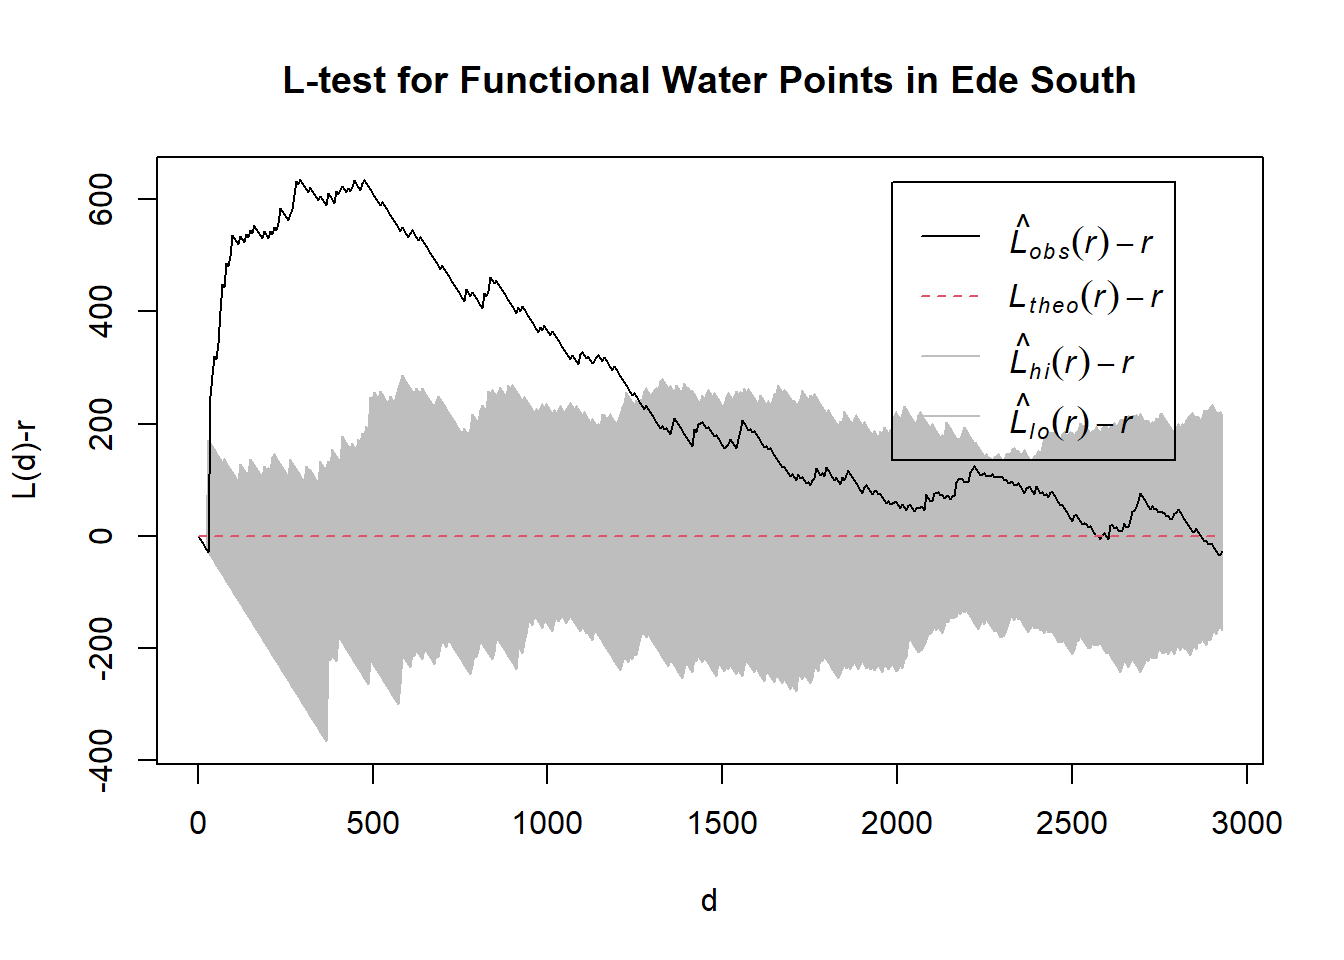 L-test for Functional Water Points in Ede South
L(d)-r
600
400
200
0
-200
-400
L̂obs(r) – r
Ltheo(r) – r
L̂hi(r) – r
L̂lo(r) – r
0 500 1000 1500 2000 2500 3000
d